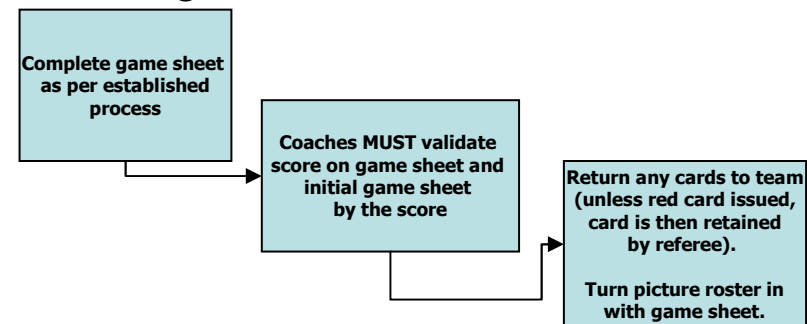 Complete game sheet
as per established
process
Coaches MUST validate
score on game sheet and
initial game sheet
by the score
Return any cards to team
(unless red card issued,
card is then retained
by referee).
Turn picture roster in
with game sheet.